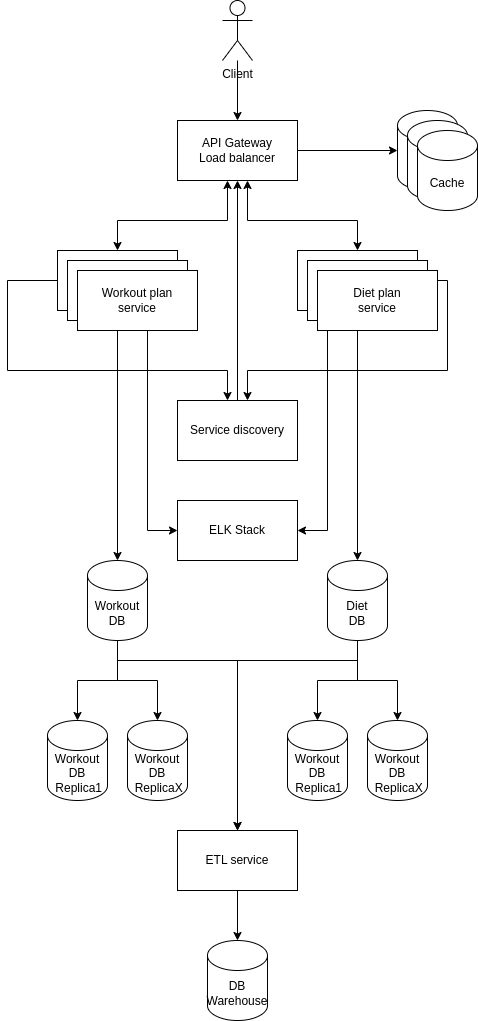 Client
API Gateway
Load balancer
Cache
Workout plan
service
Diet plan
service
Service discovery
ELK Stack
Workout
DB
Diet
DB
Workout
DB
Replica1
Workout
DB
ReplicaX
Workout
DB
Replica1
Workout
DB
ReplicaX
ETL service
DB
Warehouse